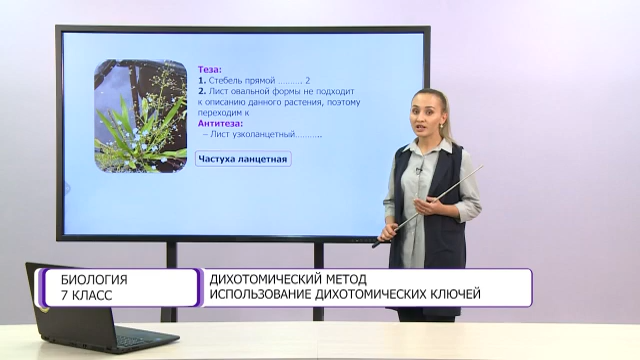 Теза:
1. Стебель прямой .......... 2
2. Лист овальной формы не подходит
к описанию данного растения, поэтому
переходим к
Антитеза:
– Лист узколанцетный...........
Частуха ланцетная
БИОЛОГИЯ
7 КЛАСС
ДИХОТОМИЧЕСКИЙ МЕТОД
ИСПОЛЬЗОВАНИЕ ДИХОТОМИЧЕСКИХ КЛЮЧЕЙ